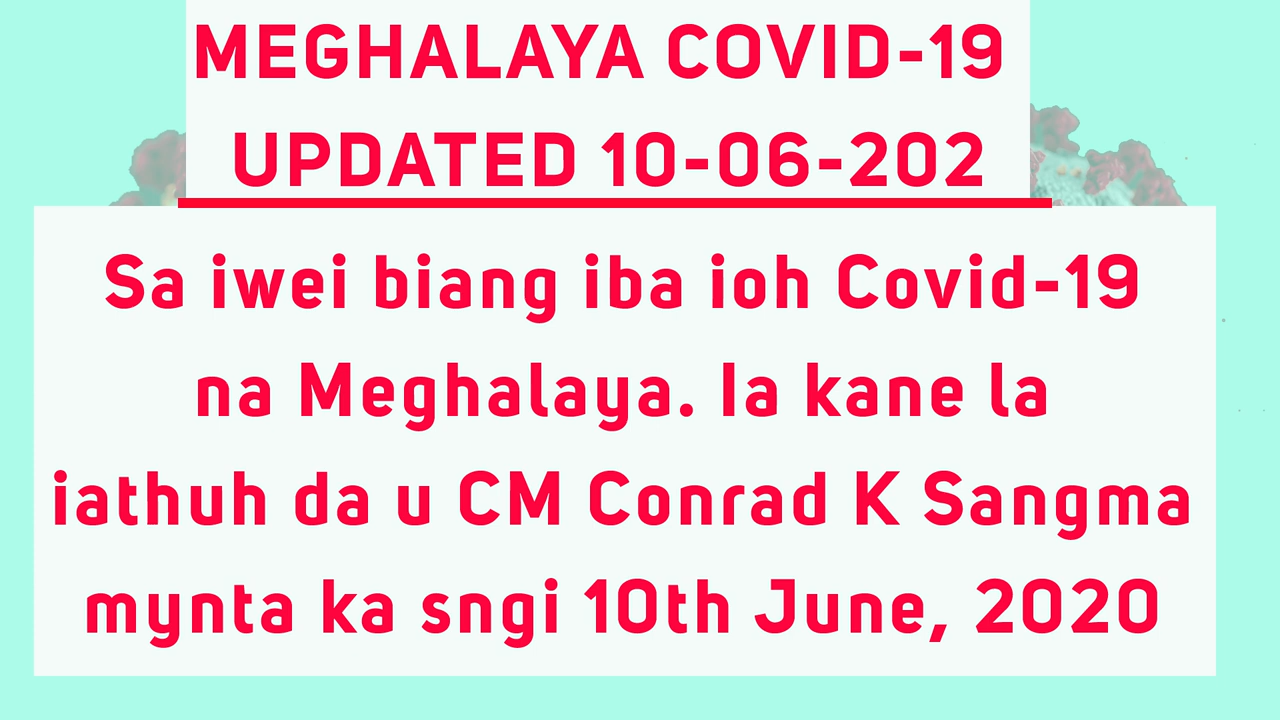 MEGHALAYA COVID-19
UPDATED 10-06-202
Sa iwei biang iba ioh Covid-19
na Meghalaya. Ia kane la
iathuh da u CM Conrad K Sangma
mynta ka sngi 10th June, 2020